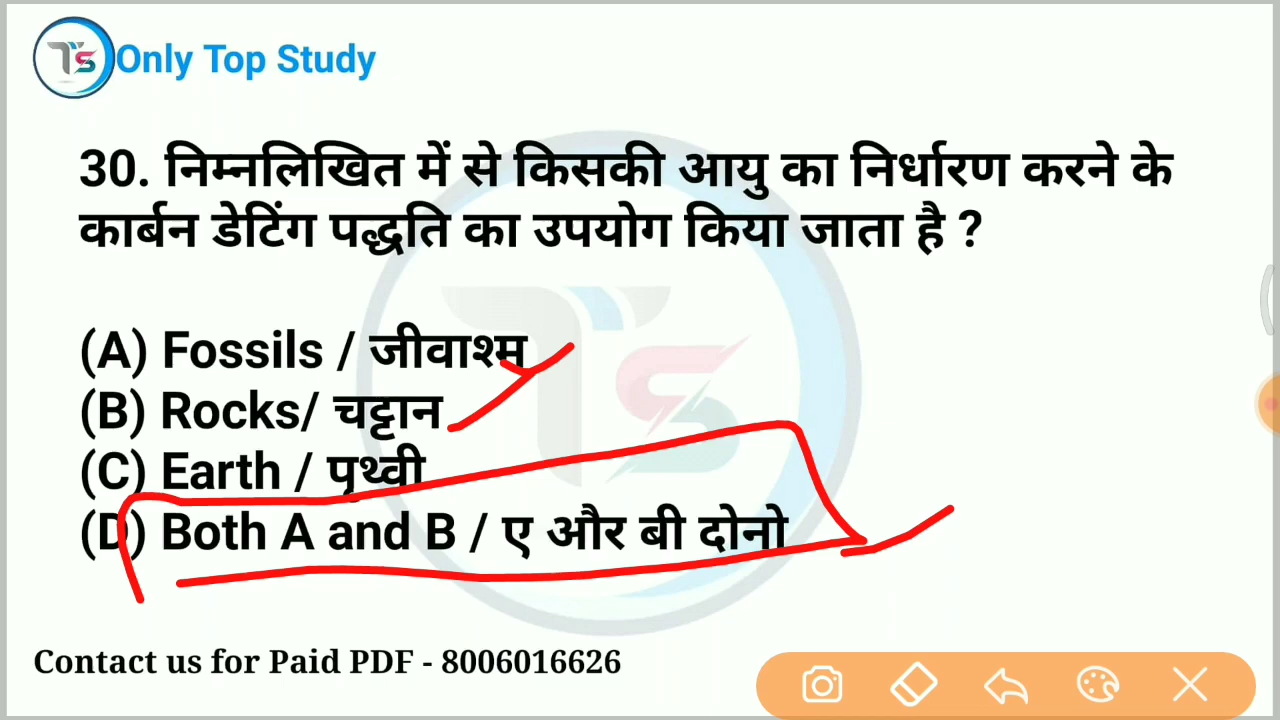 TS Only Top Study
30. निम्नलिखित में से किसकी आयु का निर्धारण करने के
कार्बन डेटिंग पद्धति का उपयोग किया जाता है ?
(A) Fossils / जीवाश्म
(B) Rocks/ चट्टान
(C) Earth / पृथ्वी
(D) Both A and B / ए और बी दोनो
Contact us for Paid PDF - 8006016626